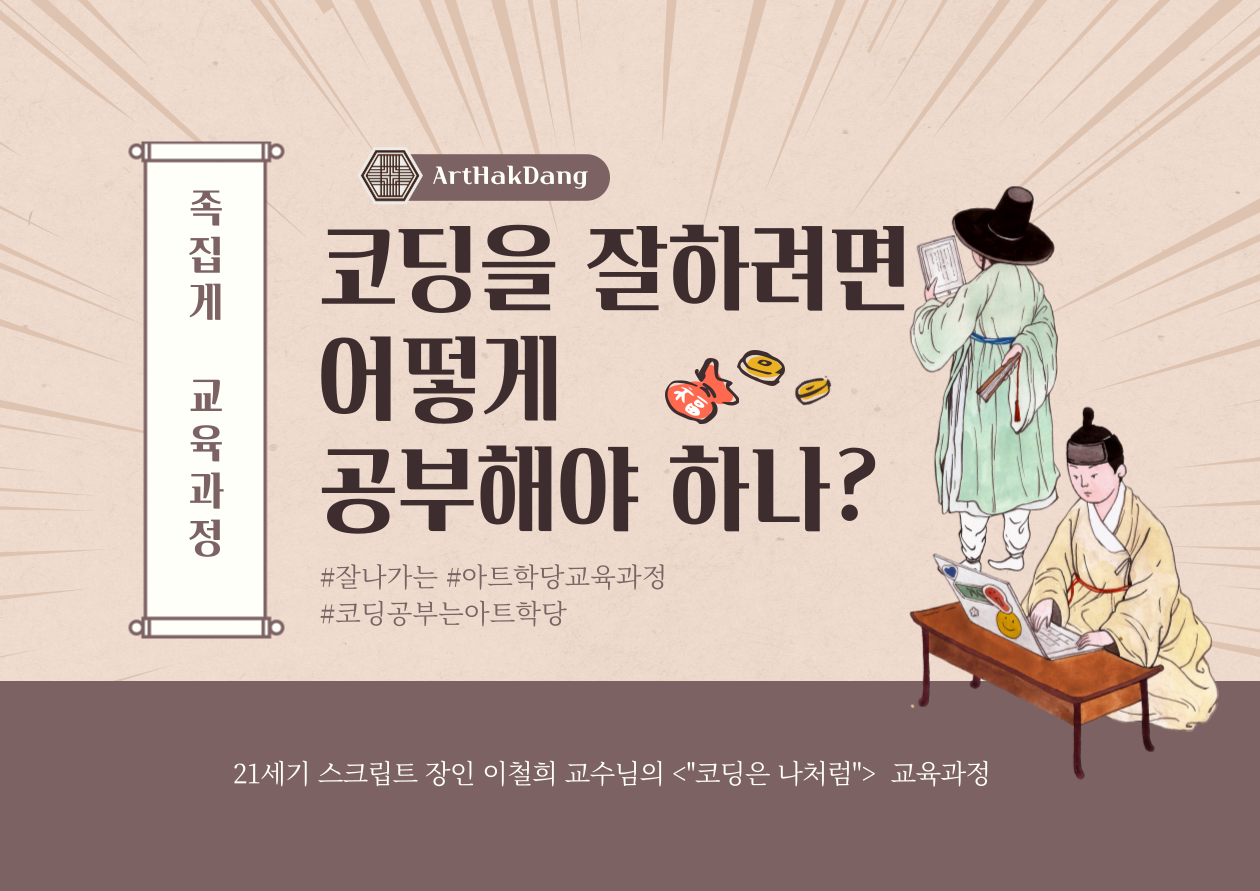 족집게 교육과정
ArtHakDang
코딩을 잘하려면
어떻게
공부해야 하나?
#잘나가는 #아트학당교육과정
#코딩공부는아트학당
21세기 스크립트 장인 이철희 교수님의 <"코딩은 나처럼"> 교육과정